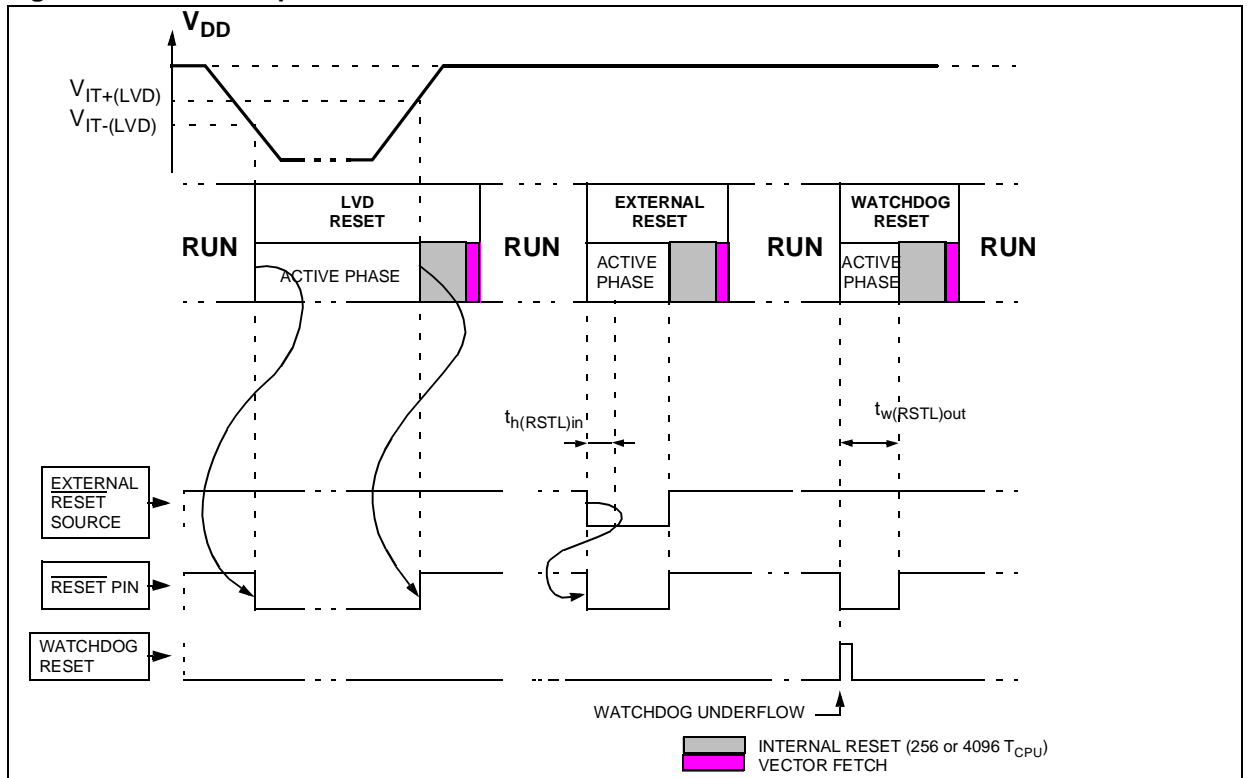 V_DD
V_IT+(LVD)
V_IT-(LVD)
LVD
RESET
EXTERNAL
RESET
WATCHDOG
RESET
RUN
RUN
RUN
RUN
ACTIVE PHASE
ACTIVE
PHASE
ACTIVE
PHASE
t_h(RSTL)in
t_w(RSTL)out
EXTERNAL
RESET
SOURCE
RESET PIN
WATCHDOG
RESET
WATCHDOG UNDERFLOW
INTERNAL RESET (256 or 4096 T_CPU)
VECTOR FETCH